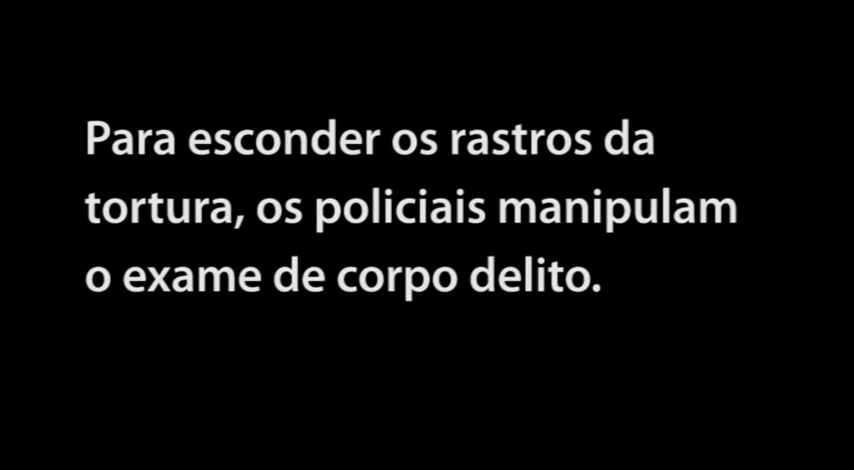 Para esconder os rastros da
tortura, os policiais manipulam
o exame de corpo delito.